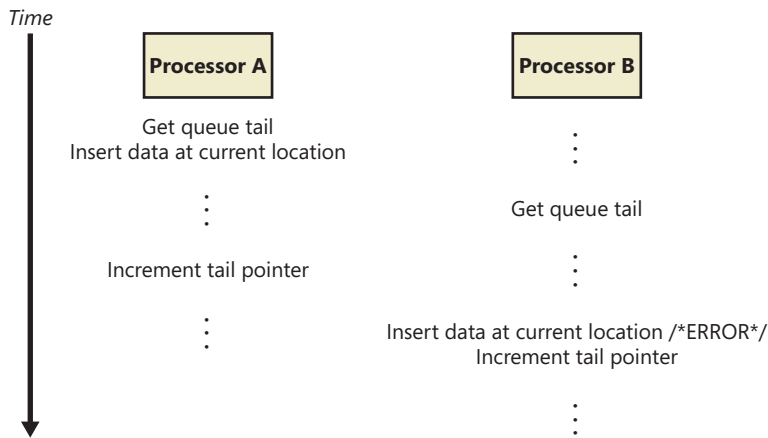 Time
Processor A
Processor B
Get queue tail
Insert data at current location
Get queue tail
Increment tail pointer
Insert data at current location /*ERROR*/
Increment tail pointer